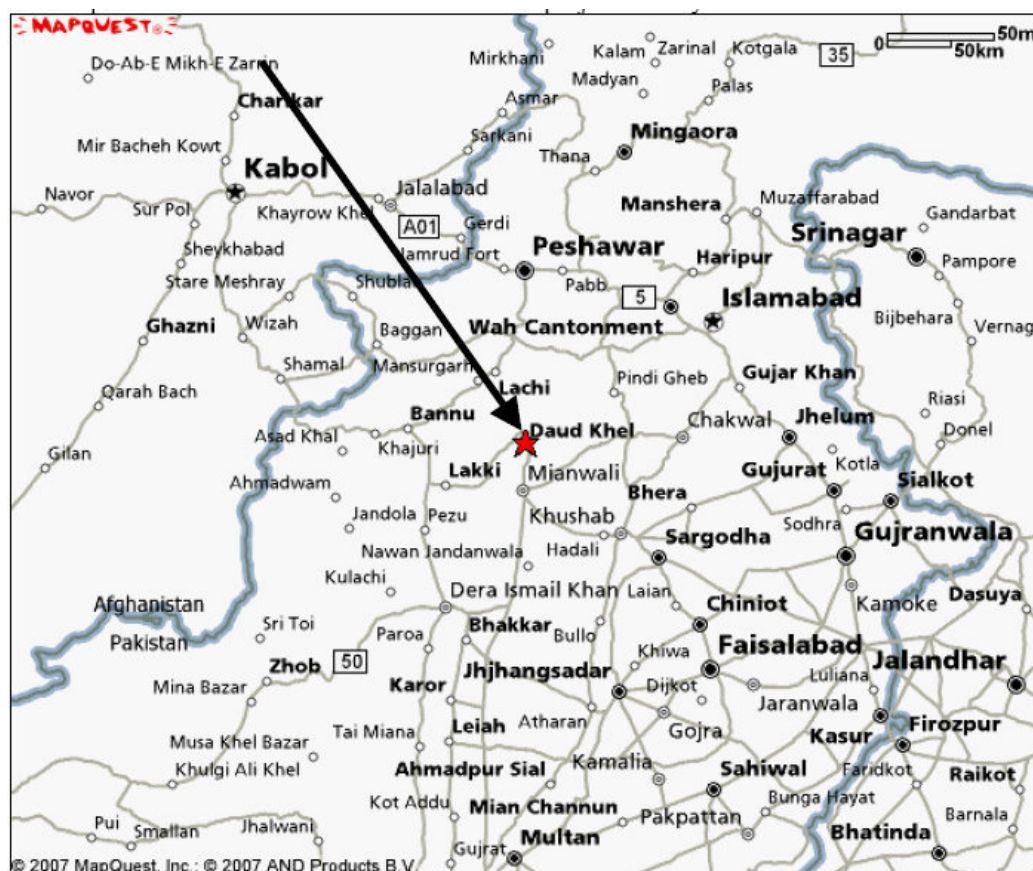 MAPQUEST
0 50m
50km
35
Do-Ab-E Mikh-E Zarrin
Mirkhani
Kalam
Zarinal
Kotgala
Madyan
Palas
Charikar
Asmar
Mir Bacheh Kowt
Sarkani
Mingaora
Thana
Kabol
Navor
Jalalabad
Sur Pol
Khayrow Khel
A01
Gerdi
Manshera
Muzaffarabad
Gandarbat
Srinagar
Sheykhabad
Jamrud Fort
Peshawar
Haripur
Pampore
Stare Meshray
Pabb
5
Islamabad
Bijbehara
Vernag
Ghazni
Wizah
Baggan
Wah Cantonment
Shamal
Mansurgarh
Lachi
Pindi Gheb
Gujar Khan
Qarah Bach
Riasi
Bannu
Daud Khel
Chakwal
Jhelum
Donel
Asad Khal
Khajuri
Gilan
Lakki
Mianwali
Gujurat
Kotla
Ahmadwam
Bhera
Sialkot
Jandola
Pezu
Khushab
Sodhra
Gujranwala
Nawan Jandanwala
Hadali
Sargodha
Kulachi
Dera Ismail Khan
Laian
Chiniot
Kamoke
Dasuya
Afghanistan
Pakistan
Sri Toi
Paroa
Bhakkar
Bullo
Faisalabad
Zhob
50
Jhjhangsadar
Khiwa
Luliana
Jalandhar
Mina Bazar
Karor
Dijkot
Jaranwala
Leiah
Atharan
Gojra
Kasur
Firozpur
Musa Khel Bazar
Tai Miana
Khulgi Ali Khel
Ahmadpur Sial
Kamalia
Sahiwal
Faridkot
Raikot
Kot Addu
Mian Channun
Pakpattan
Bunga Hayat
Barnala
Pui
Smallan
Jhalwani
Gujrat
Multan
Bhatinda
© 2007 MapQuest, Inc.; © 2007 AND Products B.V.